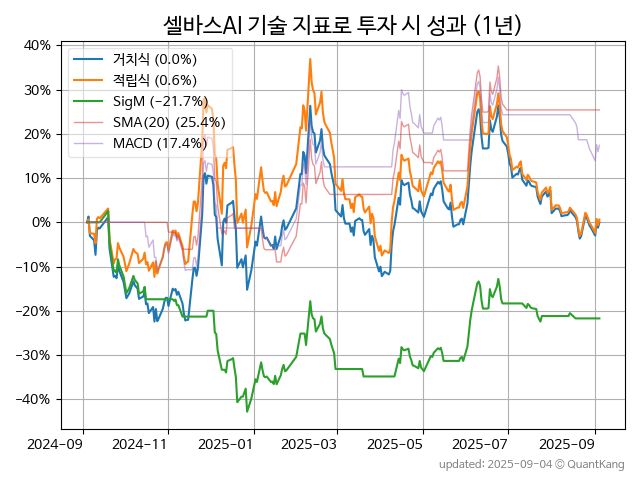 셀바스AI 기술 지표로 투자 시 성과 (1년)
거치식 (0.0%)
적립식 (0.6%)
SigM (−21.7%)
SMA(20) (25.4%)
MACD (17.4%)
40%
30%
20%
10%
0%
−10%
−20%
−30%
−40%
2024-09 2024-11 2025-01 2025-03 2025-05 2025-07 2025-09
updated: 2025-09-04 © QuantKang